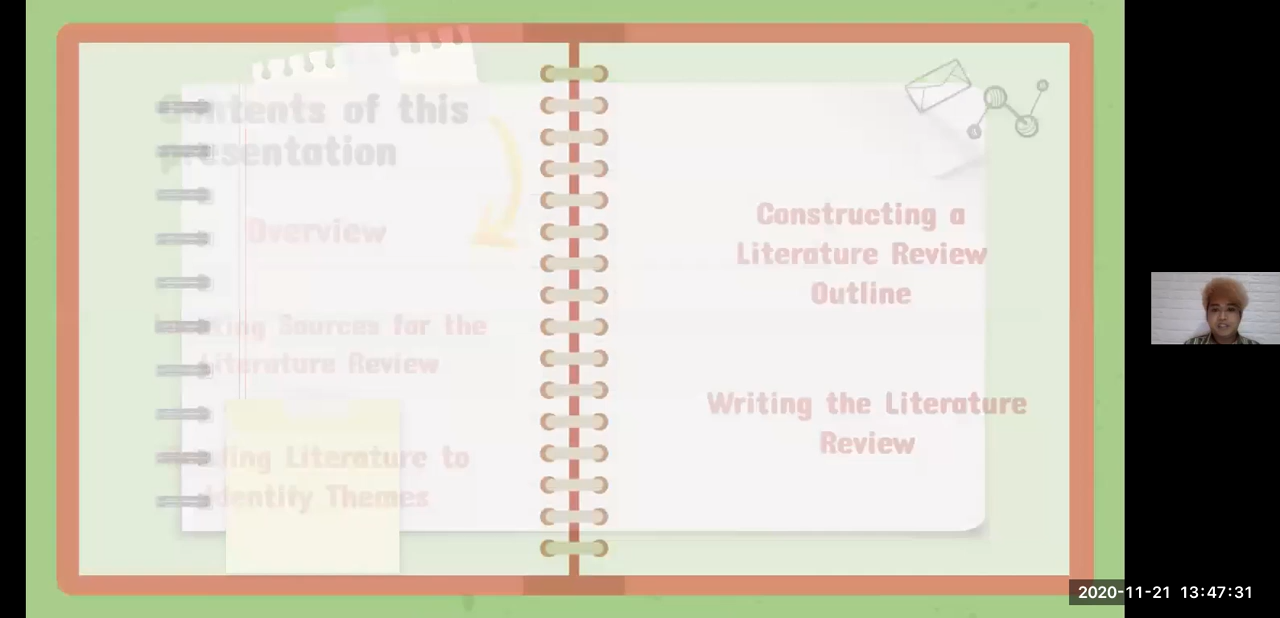 Contents of this
presentation
Overview
Sources for the
Literature Review
Literature to
Identify Themes
Constructing a
Literature Review
Outline
Writing the Literature
Review
2020-11-21 13:47:31